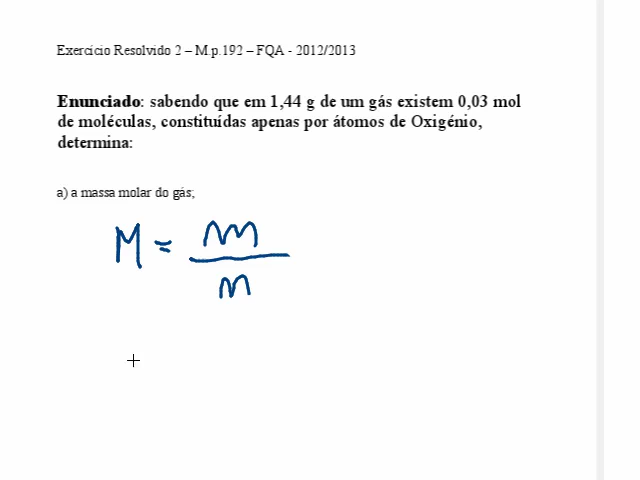 Exercício Resolvido 2 – M p.192 – FQA - 2012/2013
Enunciado: sabendo que em 1,44 g de um gás existem 0,03 mol
de moléculas, constituídas apenas por átomos de Oxigénio,
determina:
a) a massa molar do gás;
M = m
n